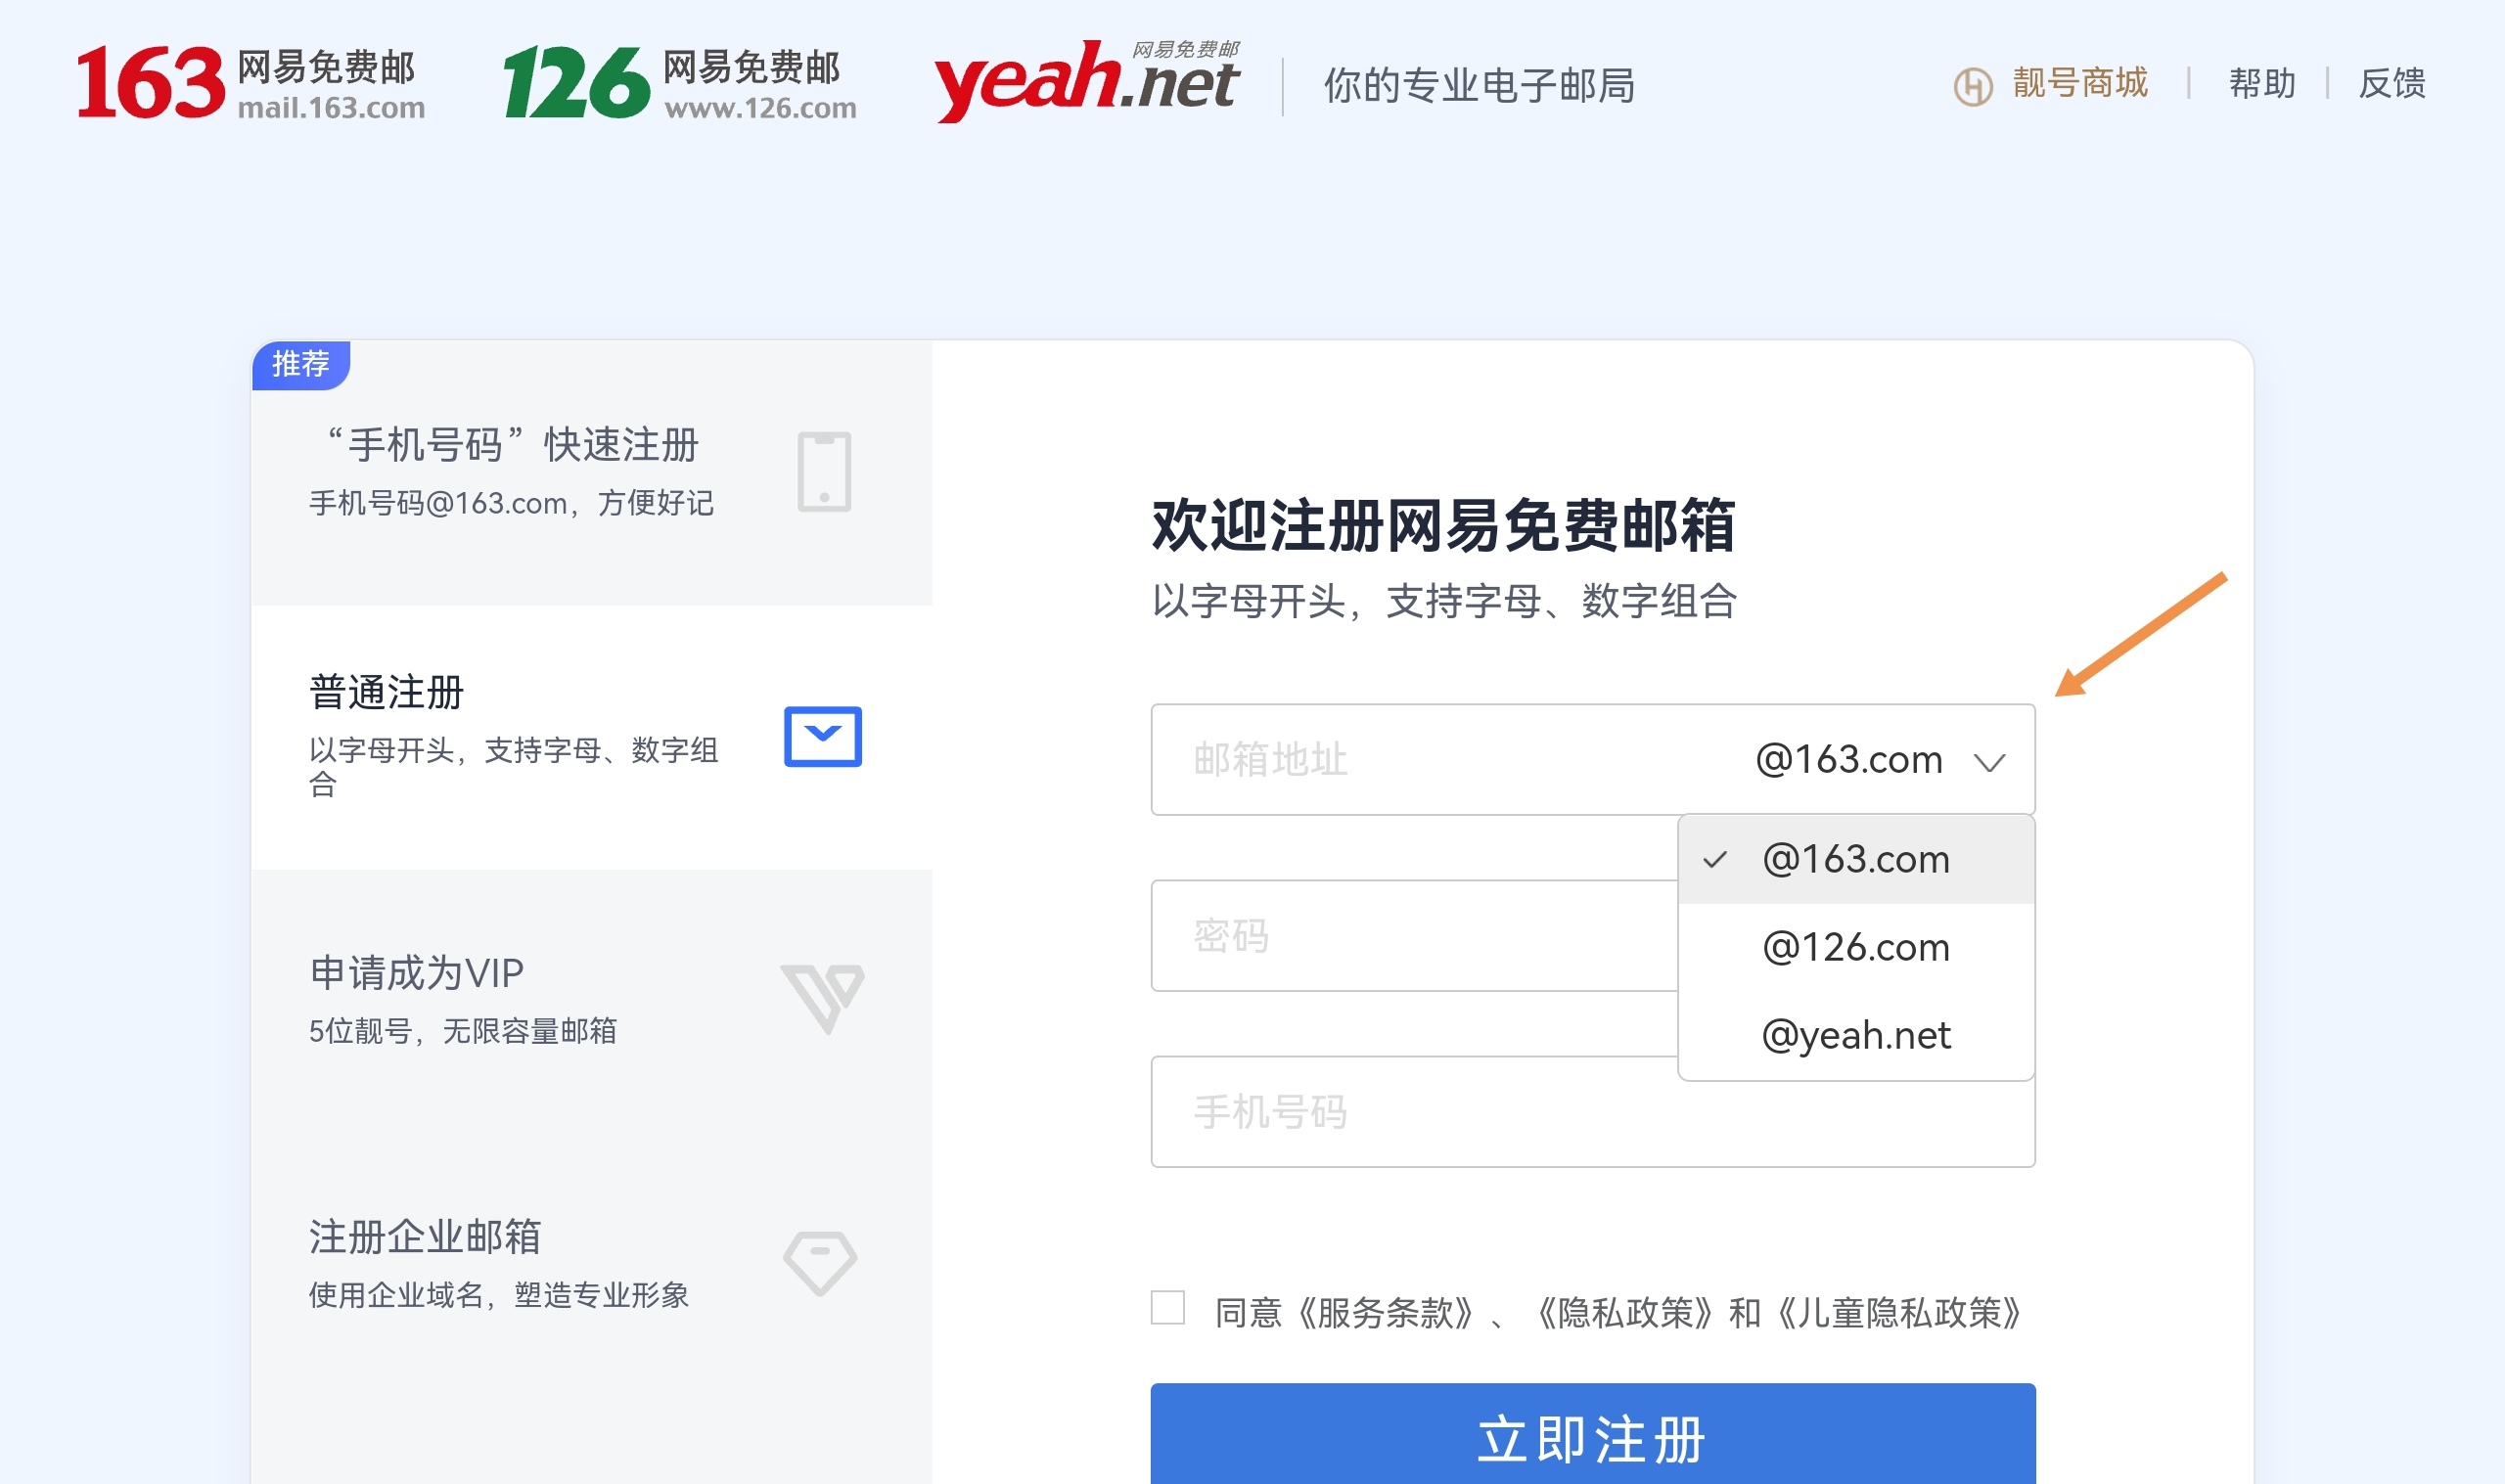 163 网易免费邮
mail.163.com
126 网易免费邮
www.126.com
yeah.net 网易免费邮
你的专业电子邮局
靓号商城 | 帮助 | 反馈
推荐
“手机号码”快速注册
手机号码@163.com，方便好记
普通注册
以字母开头，支持字母、数字组
合
申请成为VIP
5位靓号，无限容量邮箱
注册企业邮箱
使用企业域名，塑造专业形象
欢迎注册网易免费邮箱
以字母开头，支持字母、数字组合
邮箱地址 @163.com
@163.com
@126.com
@yeah.net
密码
手机号码
同意《服务条款》、《隐私政策》和《儿童隐私政策》
立即注册